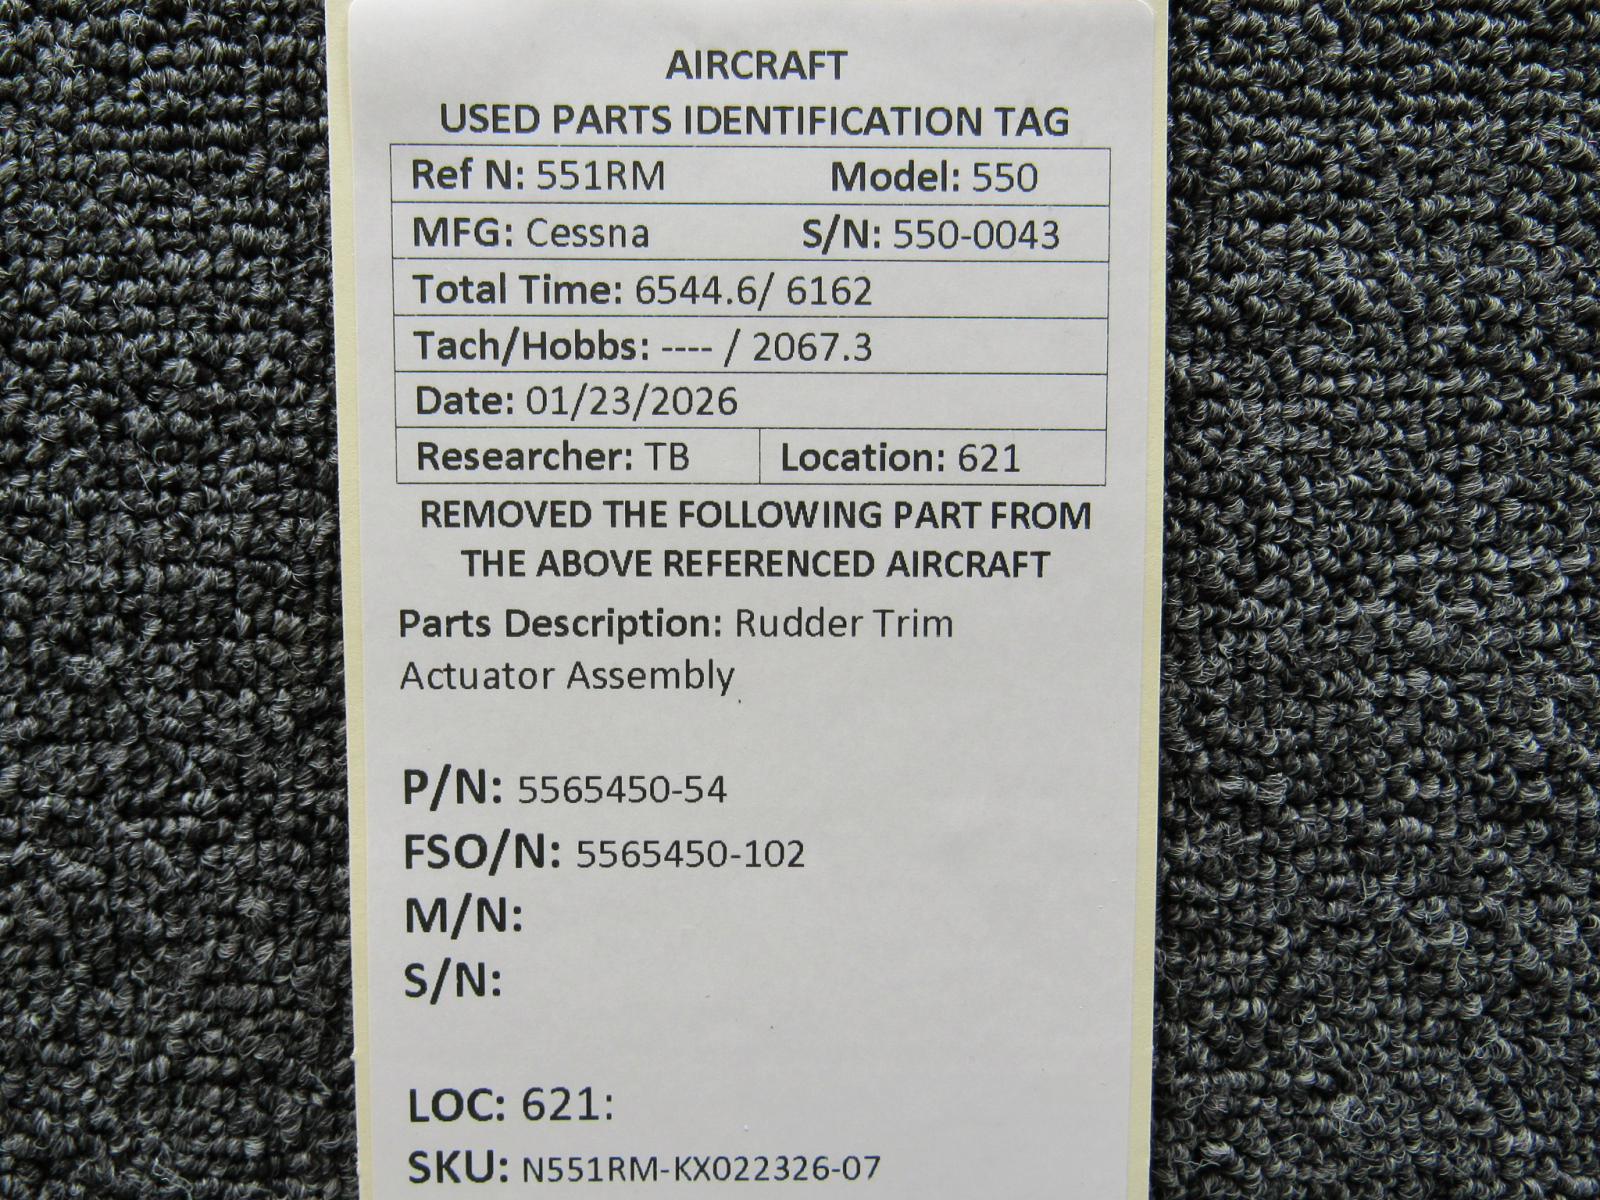 AIRCRAFT
USED PARTS IDENTIFICATION TAG
Ref N: 551RM Model: 550
MFG: Cessna S/N: 550-0043
Total Time: 6544.6/ 6162
Tach/Hobbs: ---- / 2067.3
Date: 01/23/2026
Researcher: TB Location: 621
REMOVED THE FOLLOWING PART FROM
THE ABOVE REFERENCED AIRCRAFT
Parts Description: Rudder Trim
Actuator Assembly
P/N: 5565450-54
FSO/N: 5565450-102
M/N:
S/N:
LOC: 621:
SKU: N551RM-KX022326-07